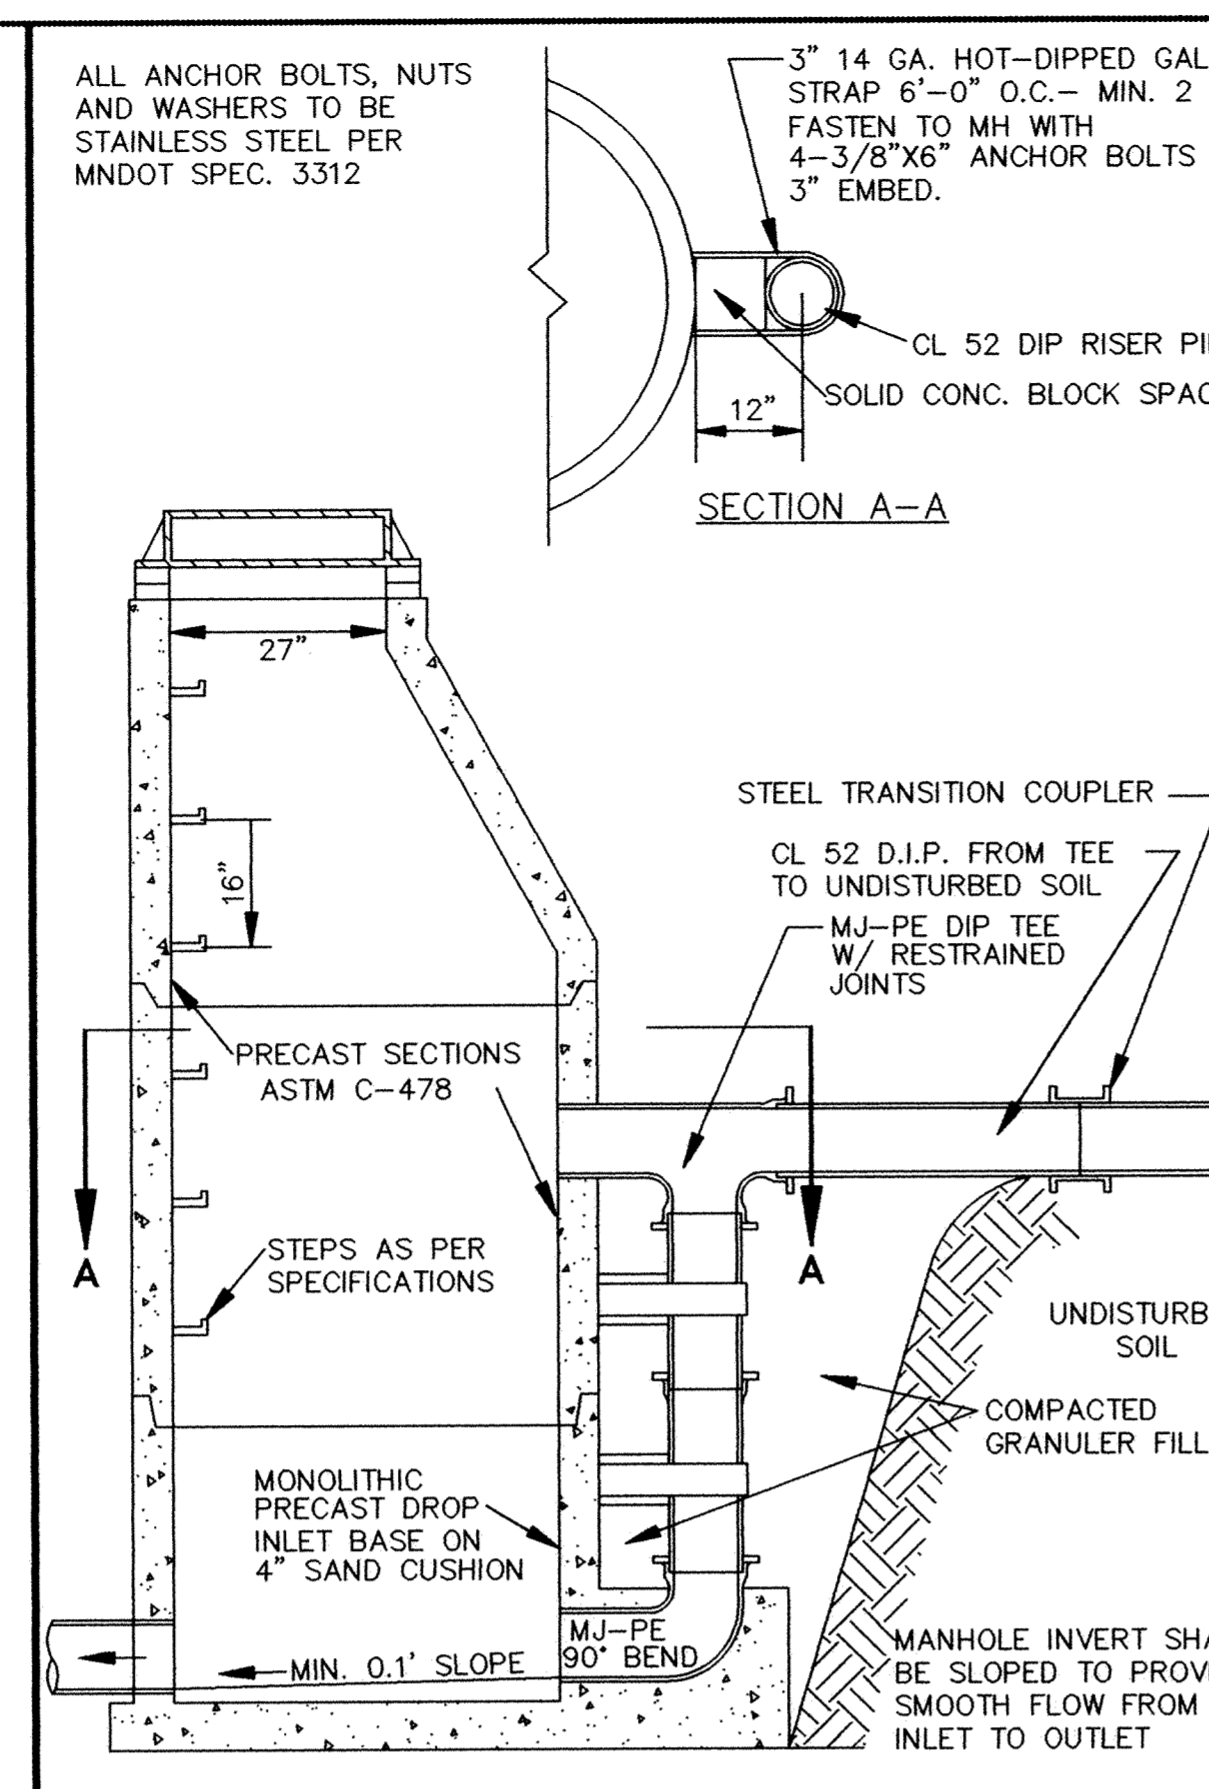 ALL ANCHOR BOLTS, NUTS
AND WASHERS TO BE
STAINLESS STEEL PER
MNDOT SPEC. 3312
3" 14 GA. HOT-DIPPED GAL
STRAP 6'-0" O.C.- MIN. 2
FASTEN TO MH WITH
4-3/8"X6" ANCHOR BOLTS
3" EMBED.
CL 52 DIP RISER
SOLID CONC. BLOCK SPAC
12"
SECTION A-A
27"
16"
STEEL TRANSITION COUPLER
CL 52 D.I.P. FROM TEE
TO UNDISTURBED SOIL
MJ-PE DIP TEE
W/ RESTRAINED
JOINTS
PRECAST SECTIONS
ASTM C-478
A
A
STEPS AS PER
SPECIFICATIONS
UNDISTURB
SOIL
COMPACTED
GRANULER FILL
MONOLITHIC
PRECAST DROP
INLET BASE ON
4" SAND CUSHION
MJ-PE
90° BEND
MIN. 0.1' SLOPE
MANHOLE INVERT SHA
BE SLOPED TO PROV
SMOOTH FLOW FROM
INLET TO OUTLET